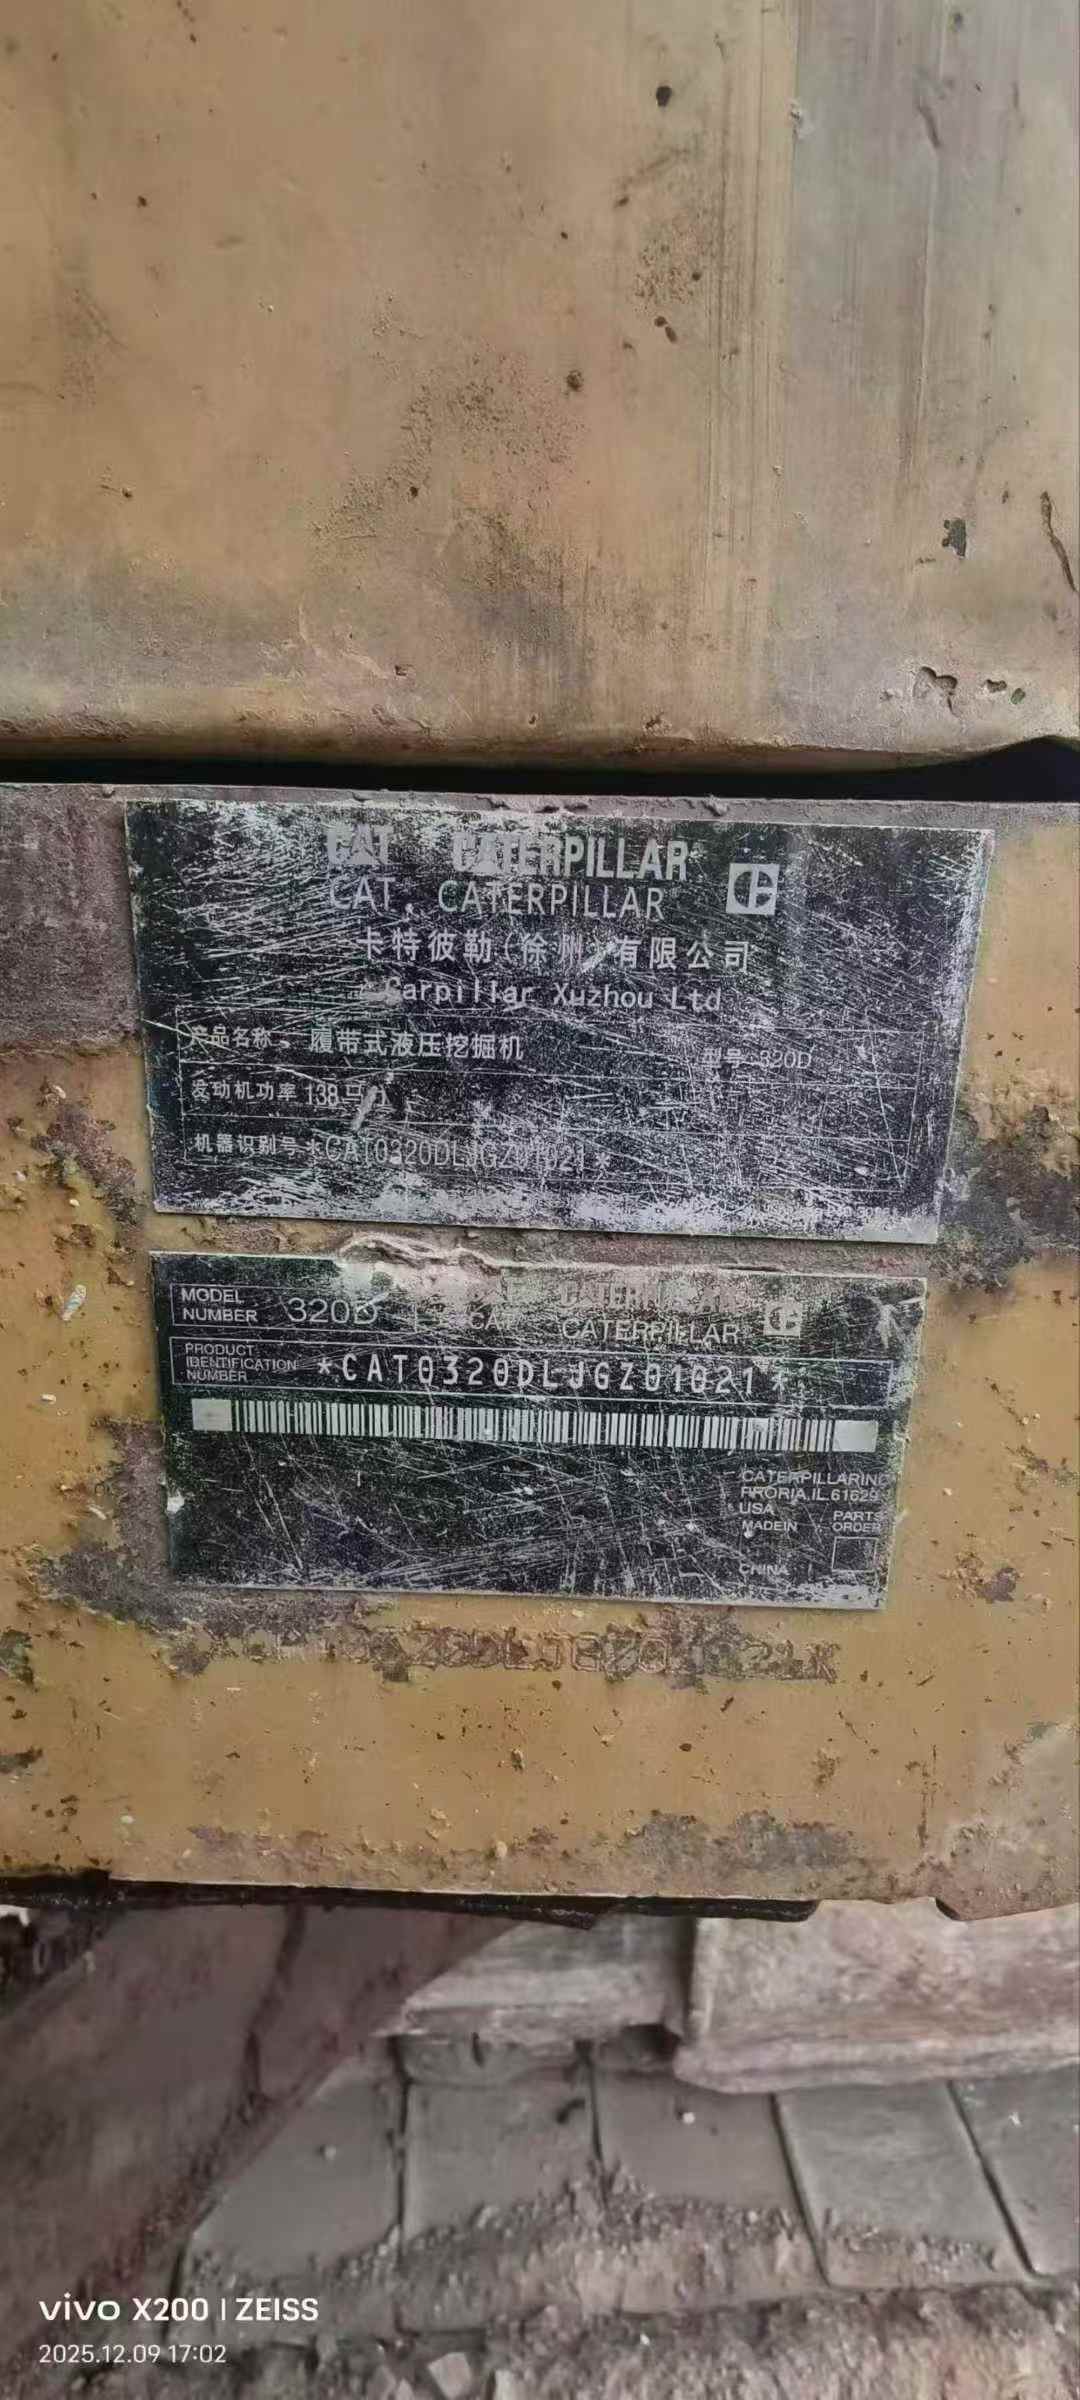 CAT CATERPILLAR
CAT、CATERPILLAR
卡特彼勒（徐州）有限公司
Carpillar Xuzhou Ltd
产品名称 履带式液压挖掘机 型号 320D
发动机功率 138
机器识别号 *CAT0320DLJGZ01021*
MODEL NUMBER 320D CATERPILLAR
CAT CATERPILLAR
PRODUCT IDENTIFICATION NUMBER *CAT0320DLJGZ01021*
CATERPILLARINC
PRORIA,IL.61629
USA
MADEIN
CHINA
PARTS
ORDER
vivo X200 | ZEISS
2025.12.09 17:02